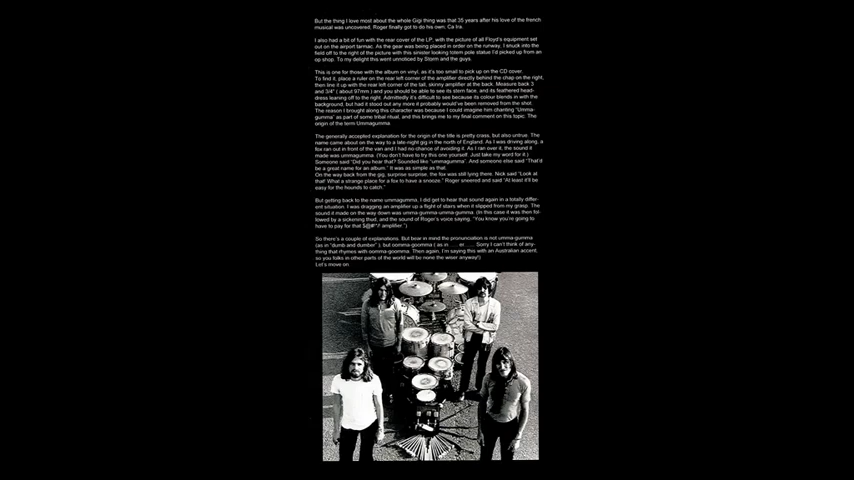 But the thing I love most about the whole Gigi thing was that 35 years after his love of the french
musical was uncovered, Roger finally got to do his own; Ca Ira.
I also had a bit of fun with the rear cover of the LP, with the picture of all Floyd's equipment set
out on the airport tarmac. As the gear was being placed in order on the runway, I snuck into the
field off to the right of the picture with this sinister looking totem pole statue I'd picked up from an
op shop. To my delight this went unnoticed by Storm and the guys.
This is one for those with the album on vinyl, as it's too small to pick up on the CD cover.
To find it, place a ruler on the rear left corner of the amplifier directly behind the chap on the right,
then line it up with the rear left corner of the tall, skinny amplifier at the back. Measure back 3
and 3/4" ( about 97mm ) and you should be able to see its stern face, and its feathered head-
dress leaning off to the right. Admittedly it's difficult to see because its colour blends in with the
background, but had it stood out any more it probably would've been removed from the shot.
The reason I brought along this character was because I could imagine him chanting "Umma-
gumma" as part of some tribal ritual, and this brings me to my final comment on this topic: The
origin of the term Ummagumma.
The generally accepted explanation for the origin of the title is pretty crass, but also untrue. The
name came about on the way to a late-night gig in the north of England. As I was driving along, a
fox ran out in front of the van and I had no chance of avoiding it. As I ran over it, the sound it
made was ummagumma. (You don't have to try this one yourself. Just take my word for it.)
Someone said "Did you hear that? Sounded like "ummagumma". And someone else said "That'd
be a great name for an album." It was as simple as that.
On the way back from the gig, surprise surprise, the fox was still lying there. Nick said "Look at
that! What a strange place for a fox to have a snooze." Roger sneered and said "At least it'll be
easy for the hounds to catch."
But getting back to the name ummagumma, I did get to hear that sound again in a totally differ-
ent situation. I was dragging an amplifier up a flight of stairs when it slipped from my grasp. The
sound it made on the way down was umma-gumma-umma-gumma. (In this case it was then fol-
lowed by a sickening thud, and the sound of Roger's voice saying, "You know you're going to
have to pay for that amplifier.")
So there's a couple of explanations. But bear in mind the pronunciation is not umma-gumma
(as in "dumb and dumber" ), but oomma-goomma ( as in ..... er ..... Sorry I can't think of any-
thing that rhymes with oomma-goomma. Then again, I'm saying this with an Australian accent,
so you folks in other parts of the world will be none the wiser anyway!)
Let's move on.